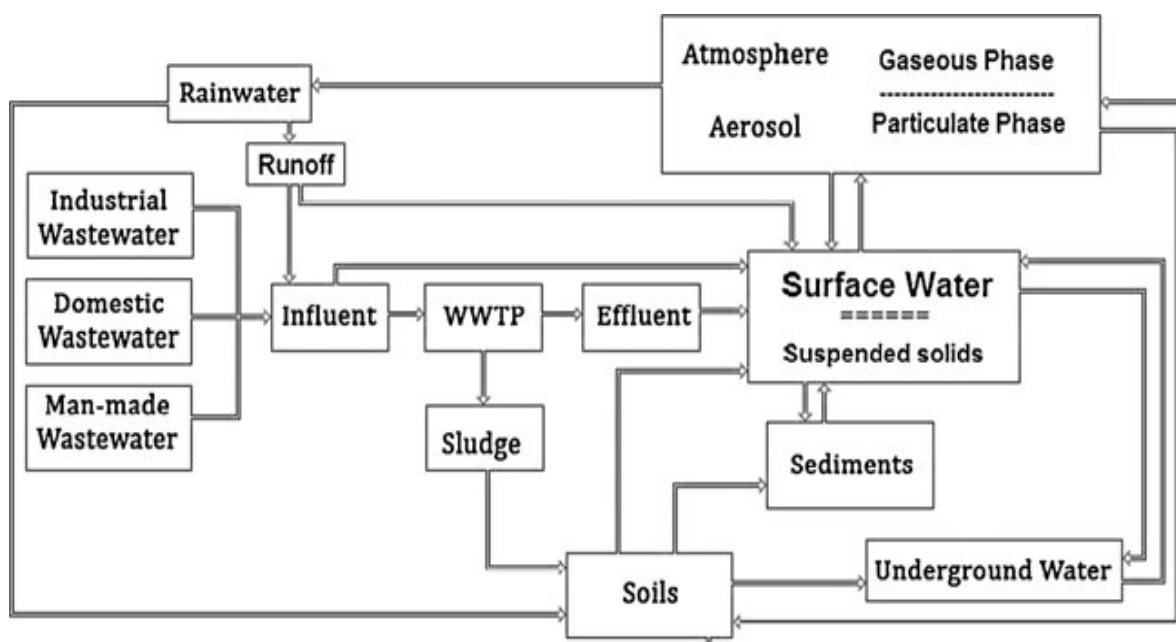 Atmosphere
Gaseous Phase
Aerosol
Particulate Phase
Rainwater
Runoff
Industrial
Wastewater
Domestic
Wastewater
Man-made
Wastewater
Influent
WWTP
Effluent
Surface Water
Suspended solids
Sludge
Sediments
Soils
Underground Water